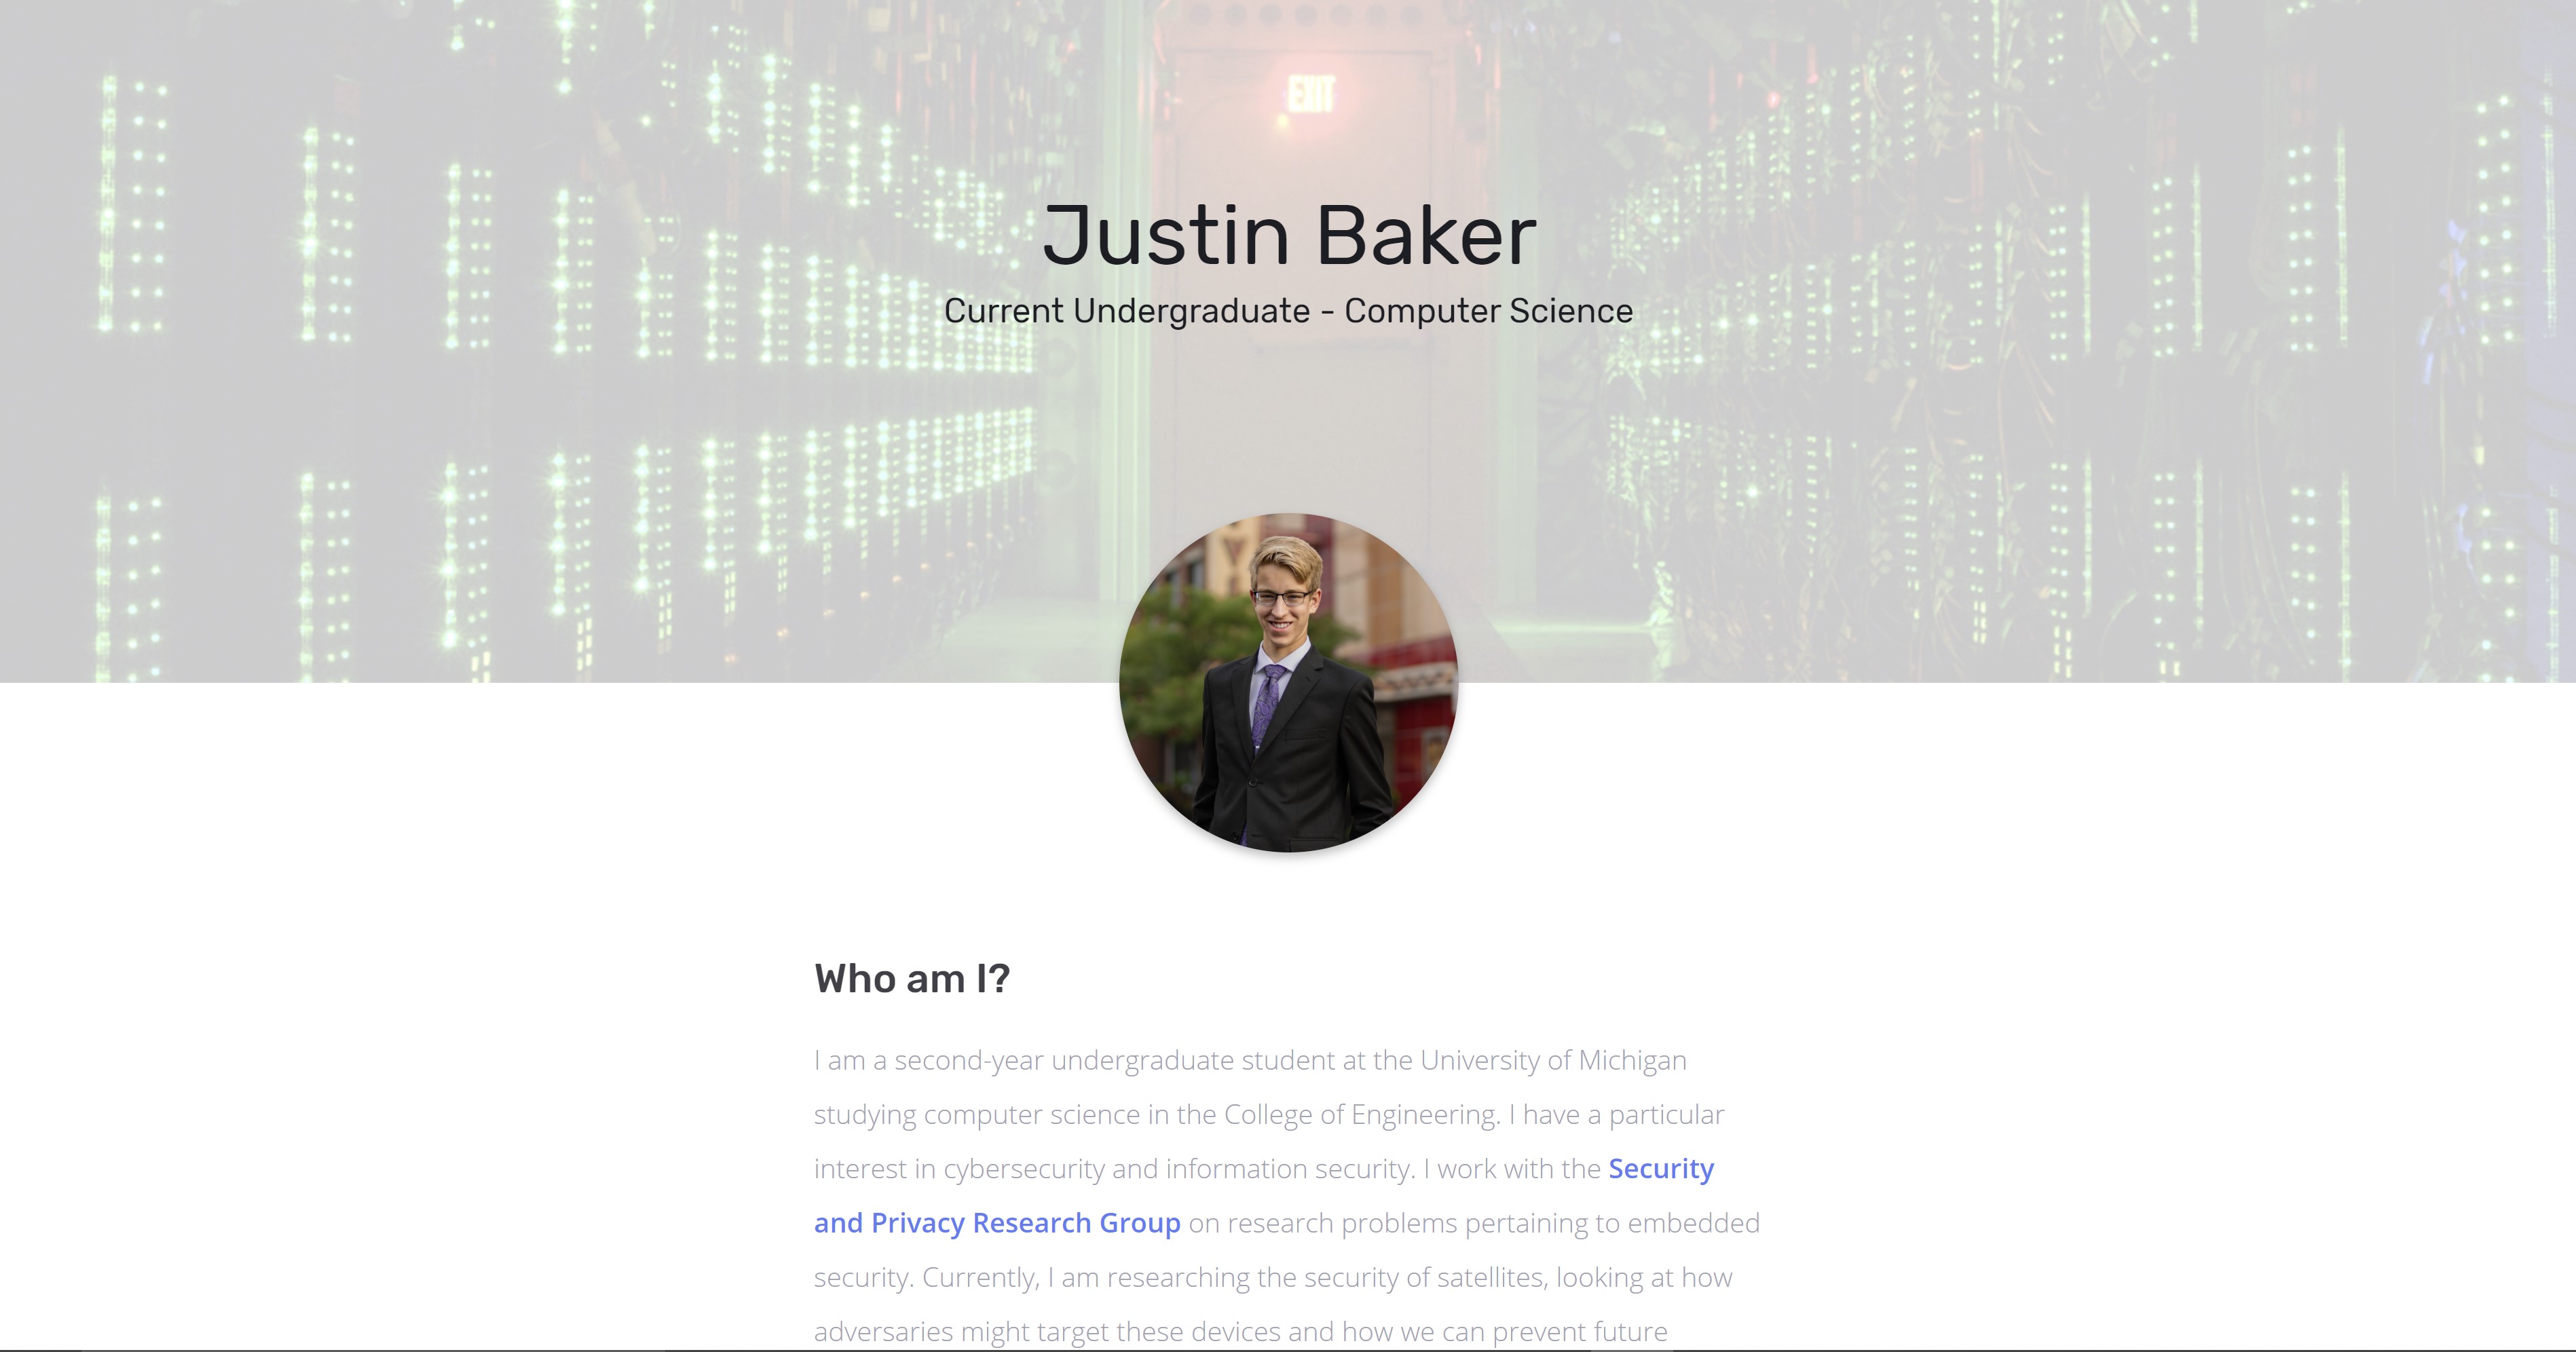 EXIT
Justin Baker
Current Undergraduate - Computer Science
Who am I?
I am a second-year undergraduate student at the University of Michigan
studying computer science in the College of Engineering. I have a particular
interest in cybersecurity and information security. I work with the Security
and Privacy Research Group on research problems pertaining to embedded
security. Currently, I am researching the security of satellites, looking at how
adversaries might target these devices and how we can prevent future